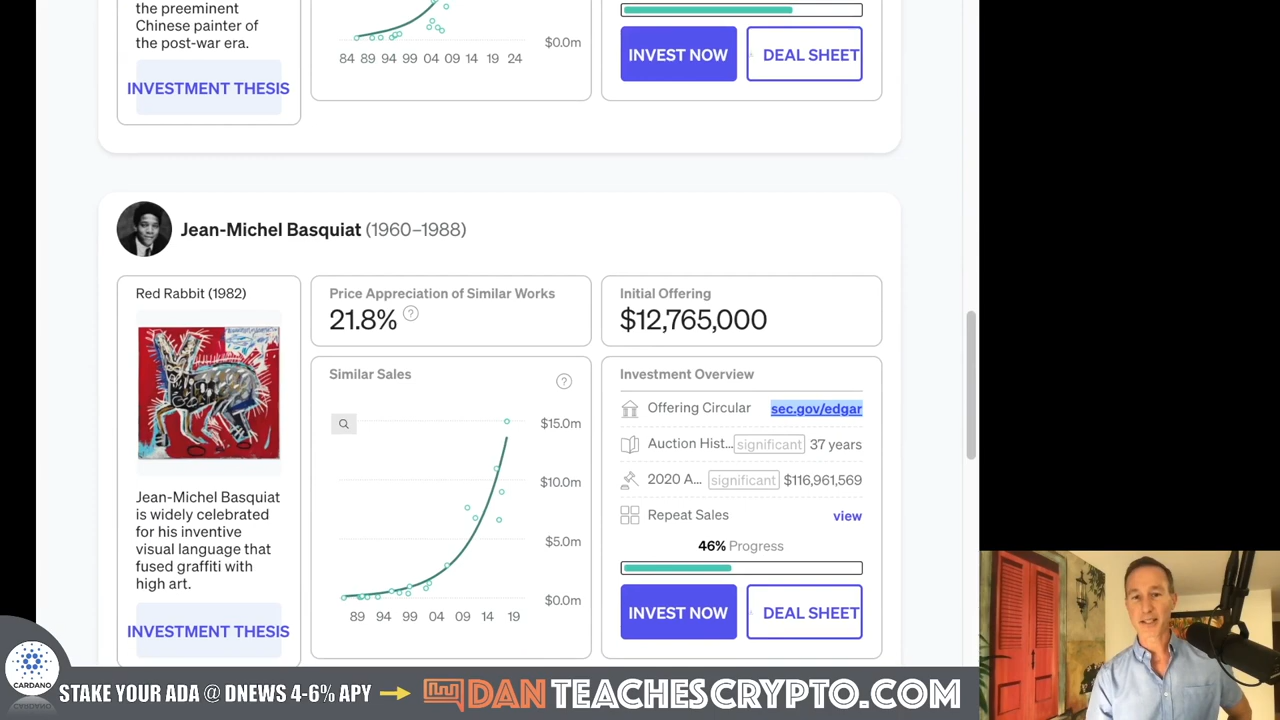 the preeminent
Chinese painter of
the post-war era.
INVESTMENT THESIS
$0.0m
84 89 94 99 04 09 14 19 24
INVEST NOW
DEAL SHEET
Jean-Michel Basquiat (1960–1988)
Red Rabbit (1982)
Jean-Michel Basquiat
is widely celebrated
for his inventive
visual language that
fused graffiti with
high art.
INVESTMENT THESIS
Price Appreciation of Similar Works
21.8% ?
Similar Sales
?
$15.0m
$10.0m
$5.0m
$0.0m
89 94 99 04 09 14 19
Initial Offering
$12,765,000
Investment Overview
Offering Circular sec.gov/edgar
Auction Hist... significant 37 years
2020 A... significant $116,961,569
Repeat Sales view
46% Progress
INVEST NOW
DEAL SHEET
CARDANO
STAKE YOUR ADA @ DNEWS 4-6% APY
DANTEACHESCRYPTO.COM